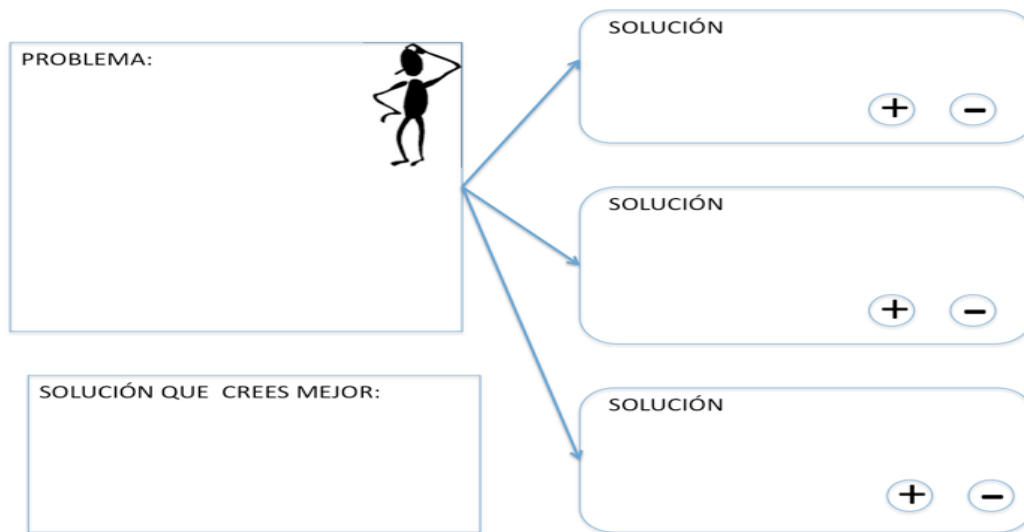 PROBLEMA:
SOLUCIÓN QUE  CREES MEJOR:
SOLUCIÓN
+ −
SOLUCIÓN
+ −
SOLUCIÓN
+ −